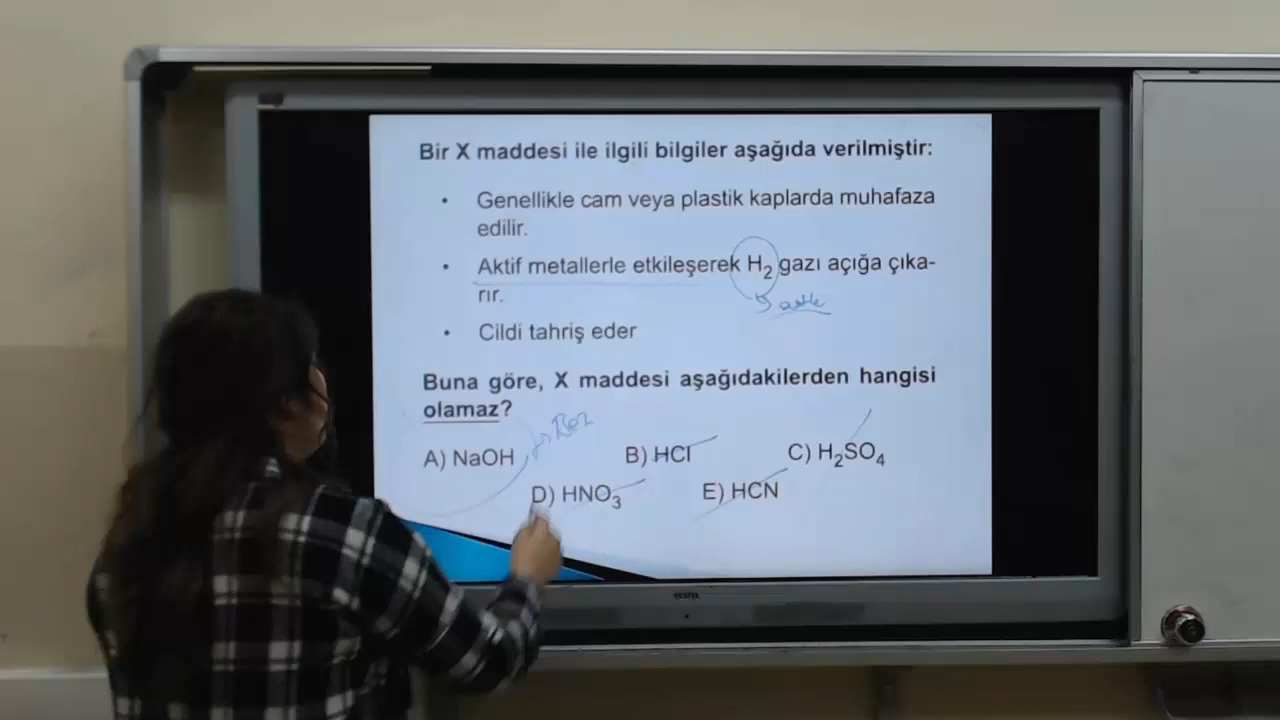 Bir X maddesi ile ilgili bilgiler aşağıda verilmiştir:
• Genellikle cam veya plastik kaplarda muhafaza
edilir.
• Aktif metallerle etkileşerek H₂ gazı açığa çıka-
rır.
• Cildi tahriş eder
Buna göre, X maddesi aşağıdakilerden hangisi
olamaz?
A) NaOH
B) HCl
C) H₂SO₄
D) HNO₃
E) HCN